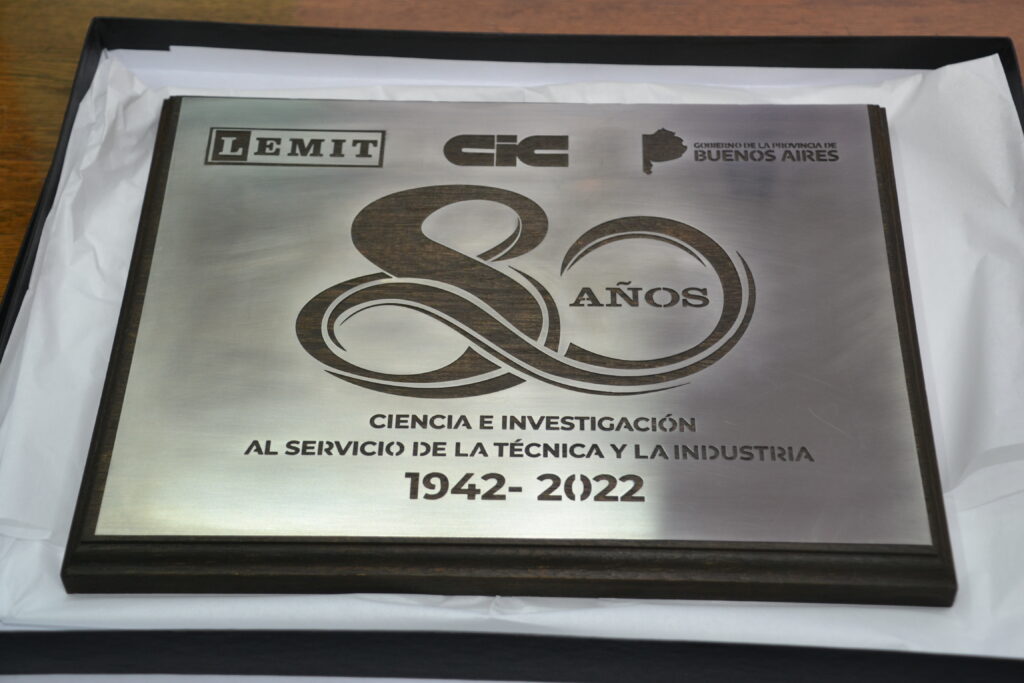 LEMIT
CIC
GOBIERNO DE LA PROVINCIA DE
BUENOS AIRES
80
AÑOS
CIENCIA E INVESTIGACIÓN
AL SERVICIO DE LA TÉCNICA Y LA INDUSTRIA
1942- 2022